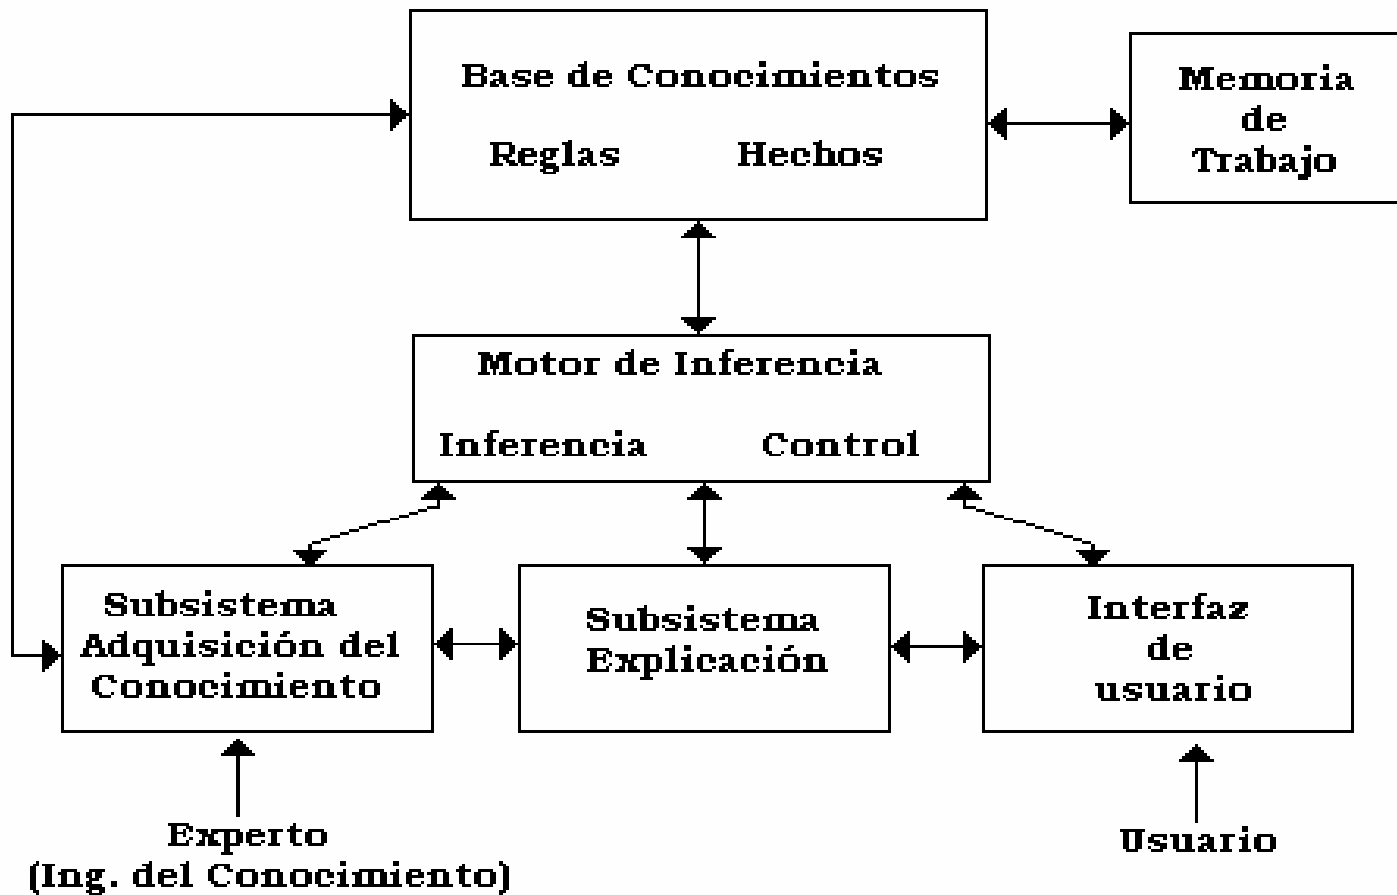 Base de Conocimientos
Reglas Hechos
Memoria
de
Trabajo
Motor de Inferencia
Inferencia Control
Subsistema
Adquisición del
Conocimiento
Subsistema
Explicación
Interfaz
de
usuario
Experto
(Ing. del Conocimiento)
Usuario